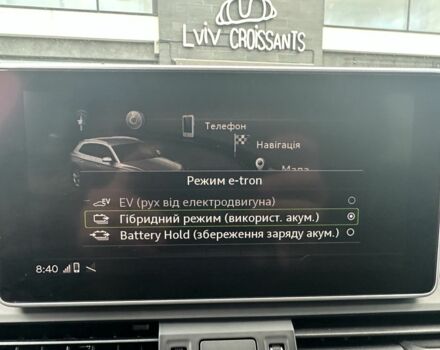 LVIV CROISSANTS
Телефон
Навігація
Мапа
Режим e-tron
EV EV (рух від електродвигуна)
Гібридний режим (використ. акум.)
Battery Hold (збереження заряду акум.)
8:40